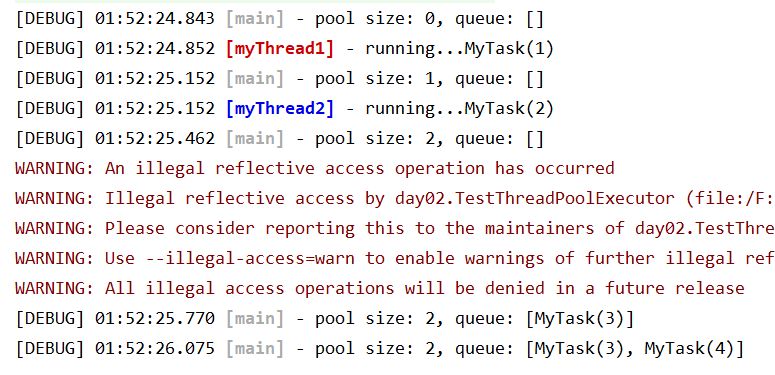 [DEBUG] 01:52:24.843 [main] - pool size: 0, queue: []
[DEBUG] 01:52:24.852 [myThread1] - running...MyTask(1)
[DEBUG] 01:52:25.152 [main] - pool size: 1, queue: []
[DEBUG] 01:52:25.152 [myThread2] - running...MyTask(2)
[DEBUG] 01:52:25.462 [main] - pool size: 2, queue: []
WARNING: An illegal reflective access operation has occurred
WARNING: Illegal reflective access by day02.TestThreadPoolExecutor (file:/F:
WARNING: Please consider reporting this to the maintainers of day02.TestThre
WARNING: Use --illegal-access=warn to enable warnings of further illegal ref
WARNING: All illegal access operations will be denied in a future release
[DEBUG] 01:52:25.770 [main] - pool size: 2, queue: [MyTask(3)]
[DEBUG] 01:52:26.075 [main] - pool size: 2, queue: [MyTask(3), MyTask(4)]